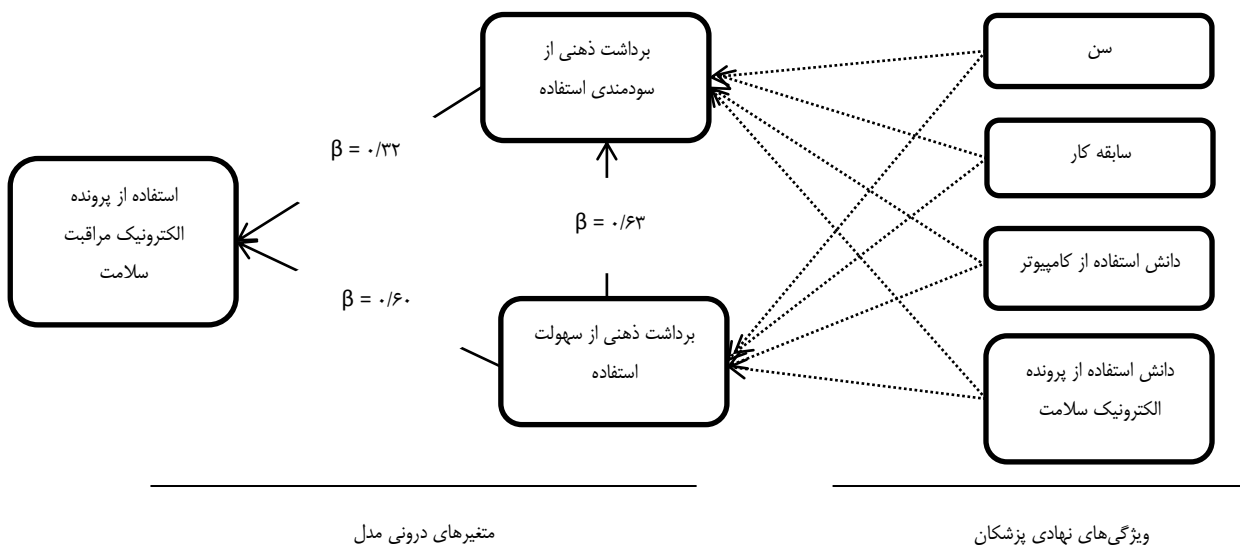 سن
سابقه کار
دانش استفاده از کامپیوتر
دانش استفاده از پرونده
الکترونیک سلامت
برداشت ذهنی از
سودمندی استفاده
برداشت ذهنی از سهولت
استفاده
β = ۰/۳۲
β = ۰/۶۳
β = ۰/۶۰
استفاده از پرونده
الکترونیک مراقبت
سلامت
ویژگی‌های نهادی پزشکان
متغیرهای درونی مدل